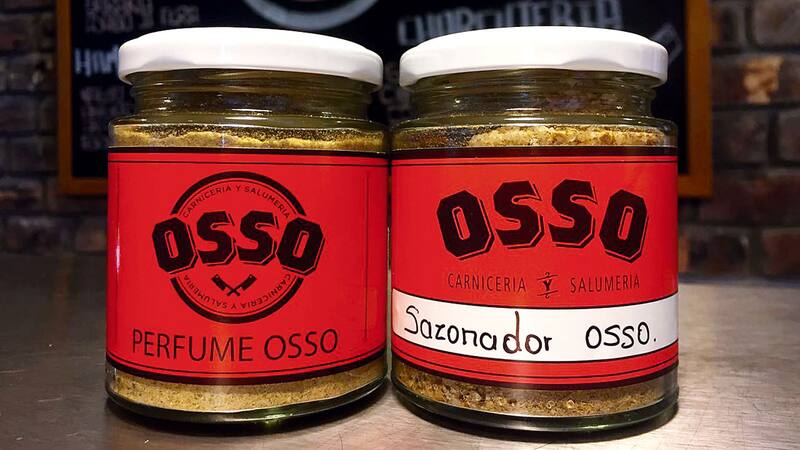 CHARCUTERIA
CARNICERIA Y SALUMERIA
OSSO
CARNICERIA Y SALUMERIA
PERFUME OSSO
OSSO
CARNICERIA Y SALUMERIA
Sazonador OSSO.